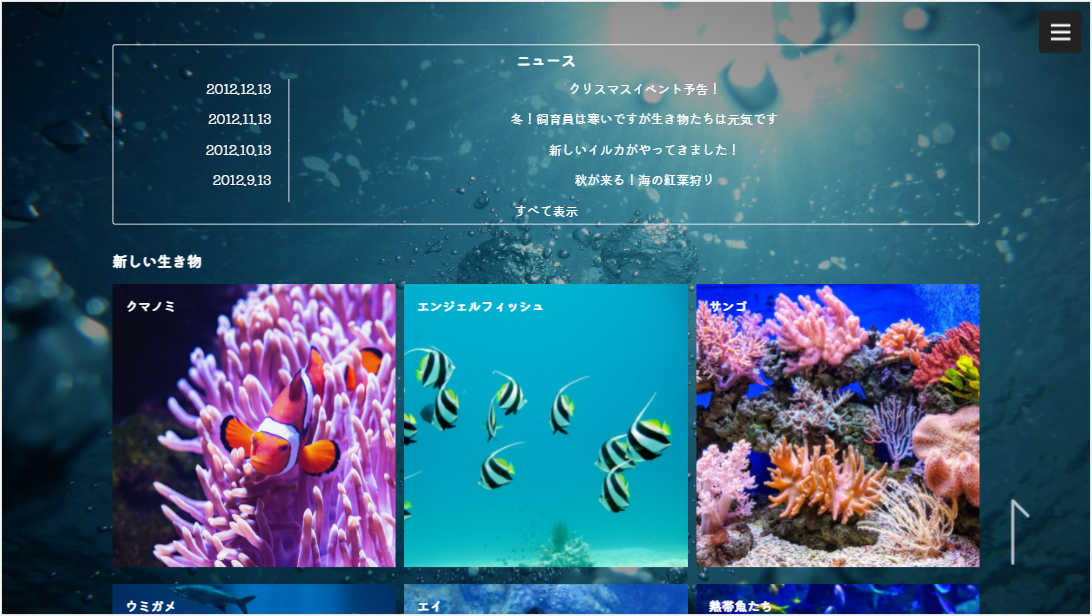 ニュース
2012.12.13 クリスマスイベント予告！
2012.11.13 冬！飼育員は寒いですが生き物たちは元気です
2012.10.13 新しいイルカがやってきました！
2012.9.13 秋が来る！海の紅葉狩り
すべて表示
新しい生き物
クマノミ
エンジェルフィッシュ
サンゴ
ウミガメ
エイ
熱帯魚たち